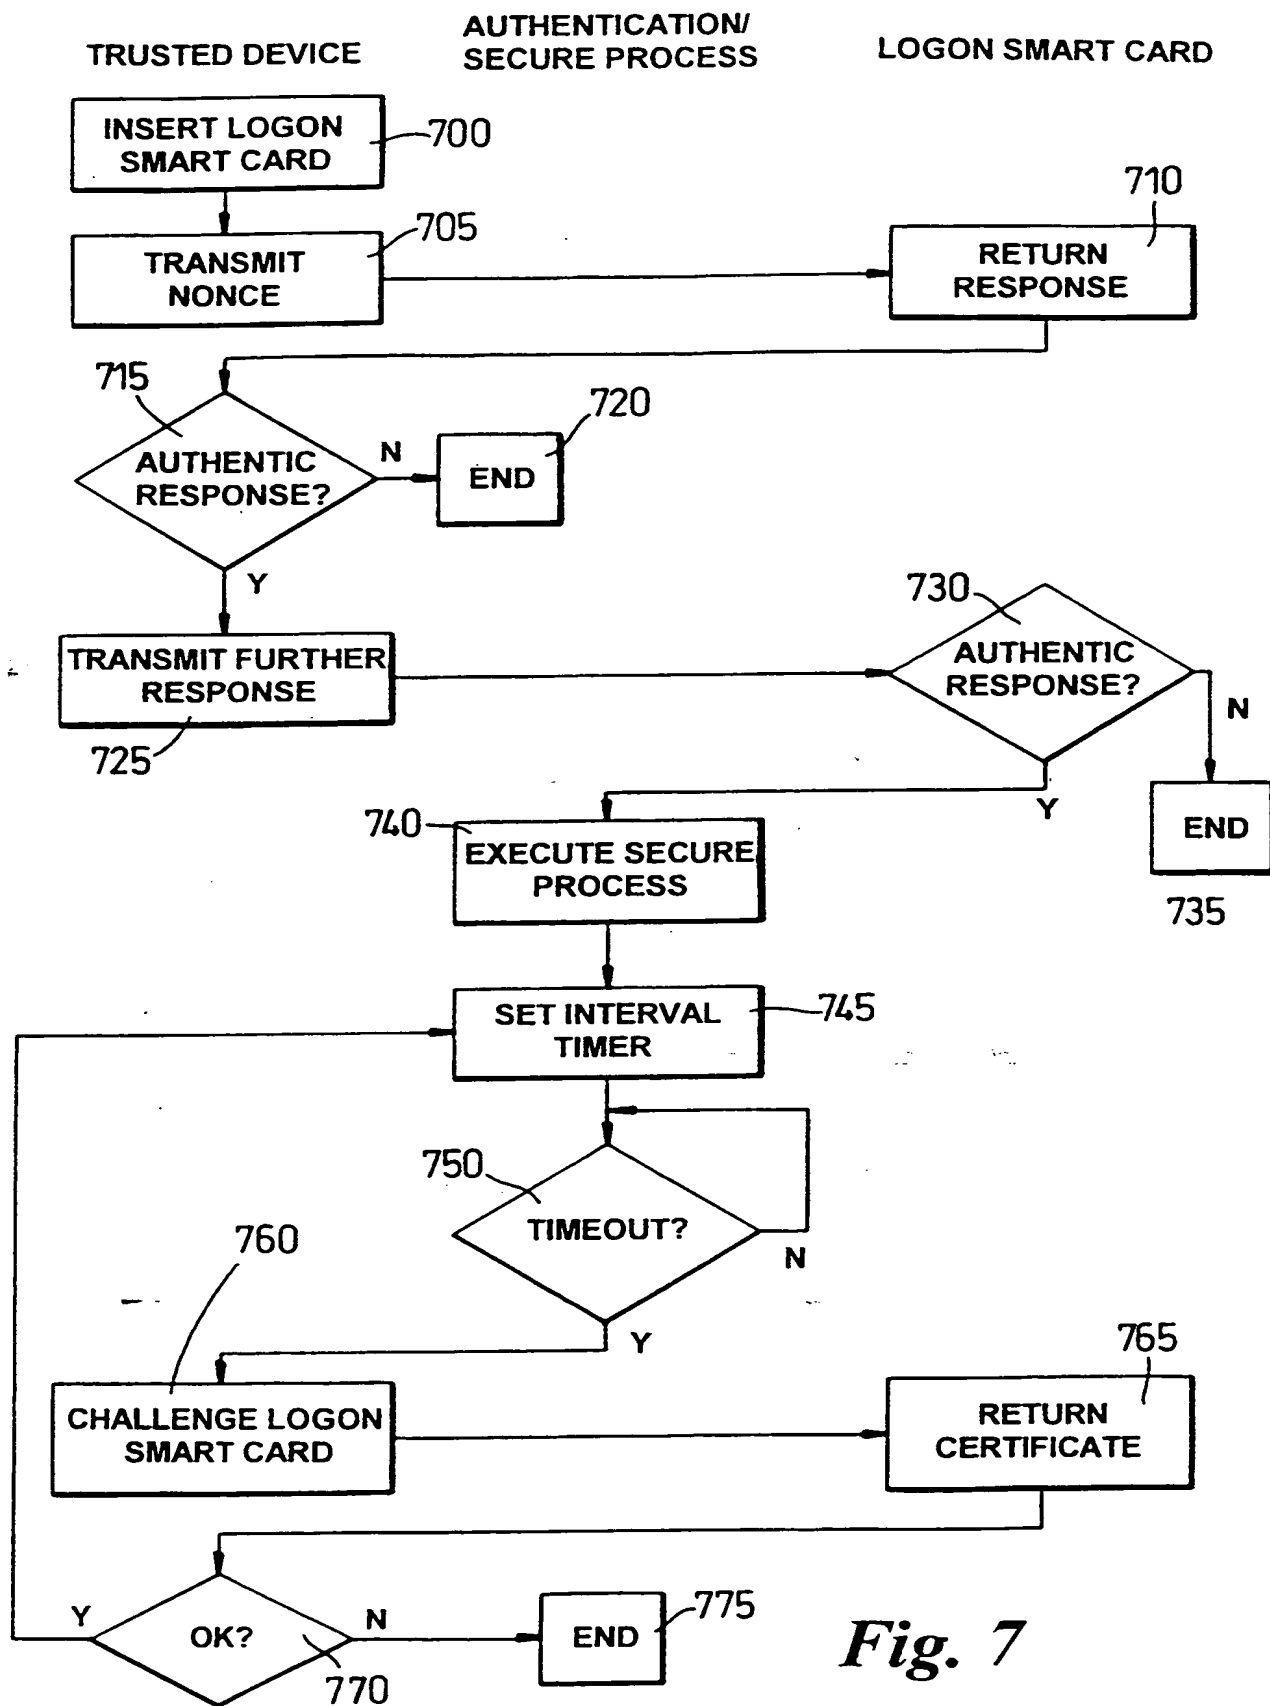 TRUSTED DEVICE
AUTHENTICATION/
SECURE PROCESS
LOGON SMART CARD
INSERT LOGON
SMART CARD
700
705
TRANSMIT
NONCE
710
RETURN
RESPONSE
715
AUTHENTIC
RESPONSE?
N
720
END
Y
TRANSMIT FURTHER
RESPONSE
725
730
AUTHENTIC
RESPONSE?
N
Y
END
735
740
EXECUTE SECURE
PROCESS
SET INTERVAL
TIMER
745
750
TIMEOUT?
N
Y
760
CHALLENGE LOGON
SMART CARD
765
RETURN
CERTIFICATE
Y
OK?
N
770
END
775
Fig. 7